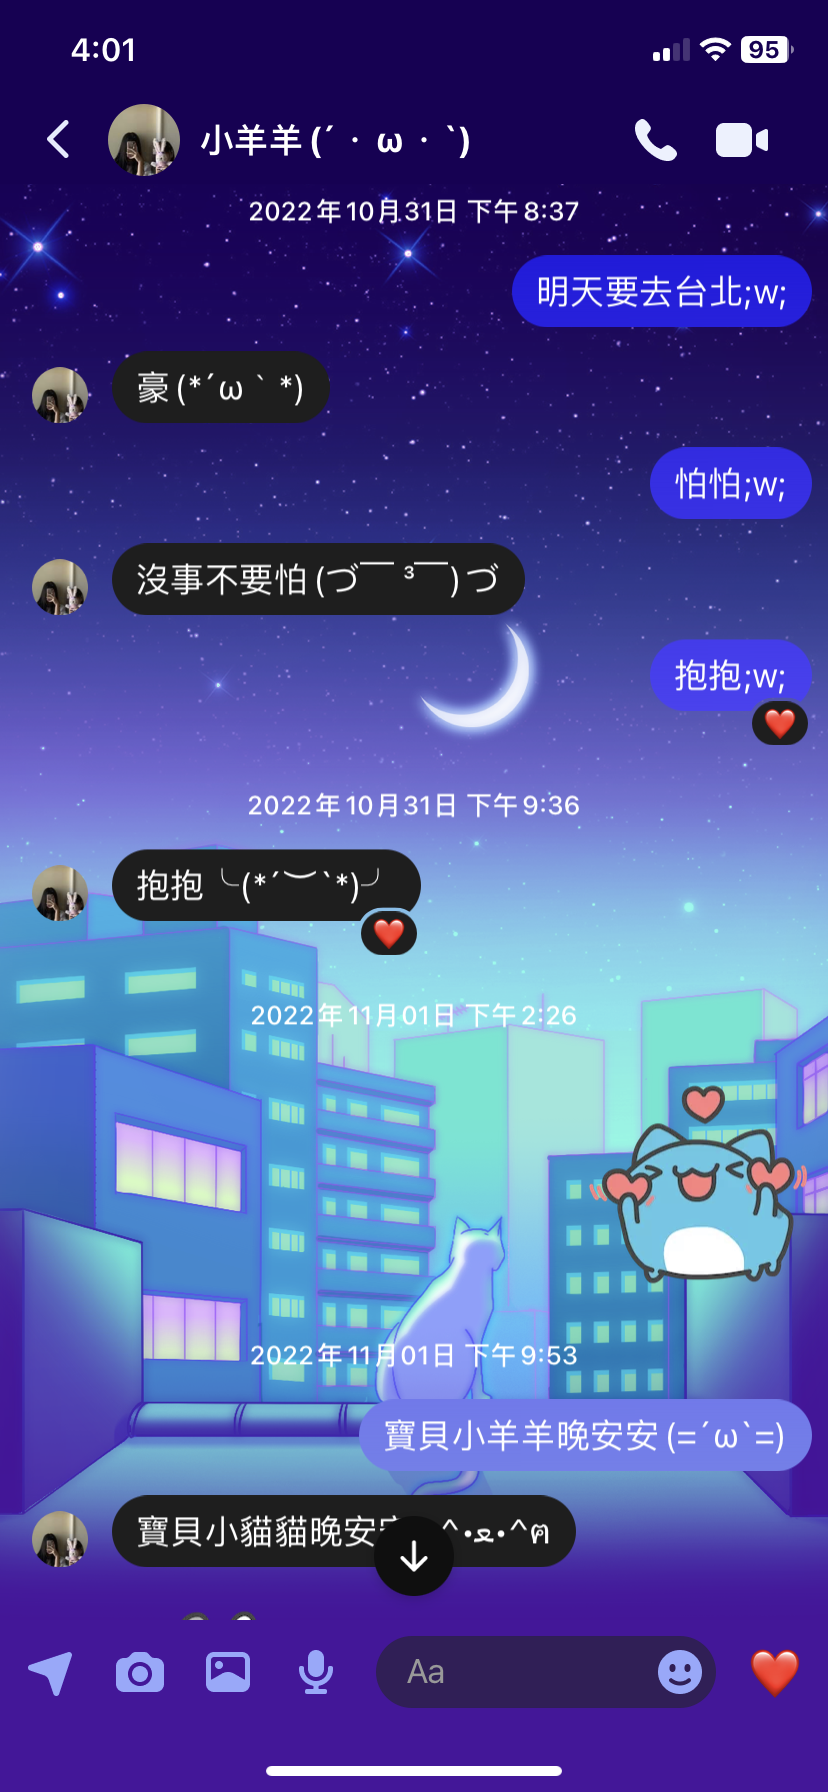 4:01
95
小羊羊 (´・ω・`)
2022年10月31日 下午8:37
明天要去台北;w;
豪 (*´ω｀*)
怕怕;w;
沒事不要怕 (づ￣ ³￣)づ
抱抱;w;
2022年10月31日 下午9:36
抱抱╰(*´︶`*)╯
2022年11月01日 下午2:26
2022年11月01日 下午9:53
寶貝小羊羊晚安安 (=´ω`=)
寶貝小貓貓晚安 ^•ﻌ•^ฅ
Aa